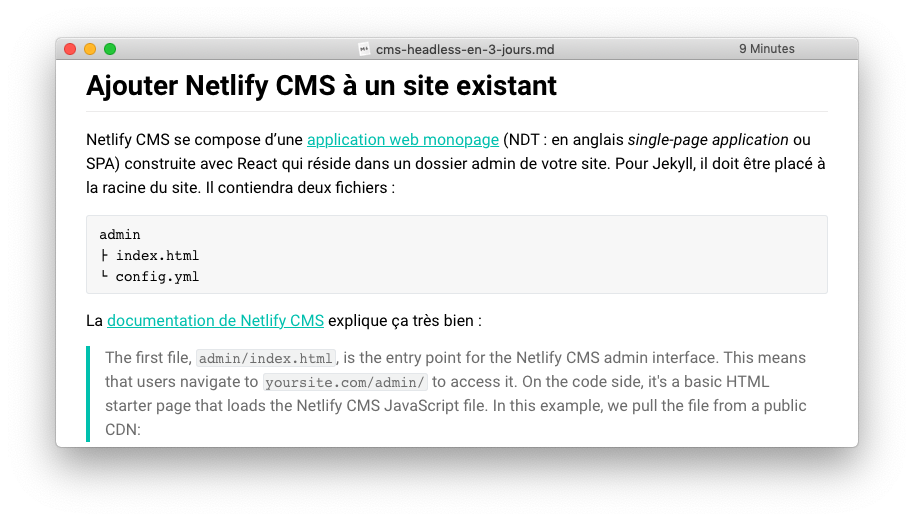 cms-headless-en-3-jours.md
9 Minutes
Ajouter Netlify CMS à un site existant
Netlify CMS se compose d’une application web monopage (NDT : en anglais single-page application ou
SPA) construite avec React qui réside dans un dossier admin de votre site. Pour Jekyll, il doit être placé à
la racine du site. Il contiendra deux fichiers :
admin
├ index.html
└ config.yml
La documentation de Netlify CMS explique ça très bien :
The first file, admin/index.html, is the entry point for the Netlify CMS admin interface. This means
that users navigate to yoursite.com/admin/ to access it. On the code side, it's a basic HTML
starter page that loads the Netlify CMS JavaScript file. In this example, we pull the file from a public
CDN: